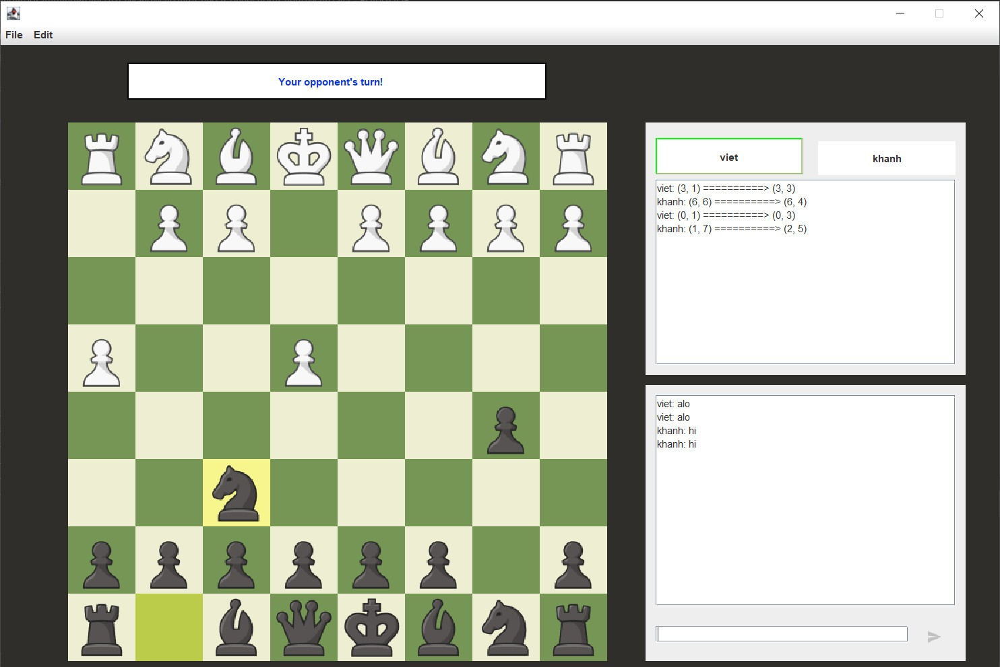 File Edit
Your opponent's turn!
viet
khanh
viet: (3, 1) ==========> (3, 3)
khanh: (6, 6) ==========> (6, 4)
viet: (0, 1) ==========> (0, 3)
khanh: (1, 7) ==========> (2, 5)
viet: alo
viet: alo
khanh: hi
khanh: hi